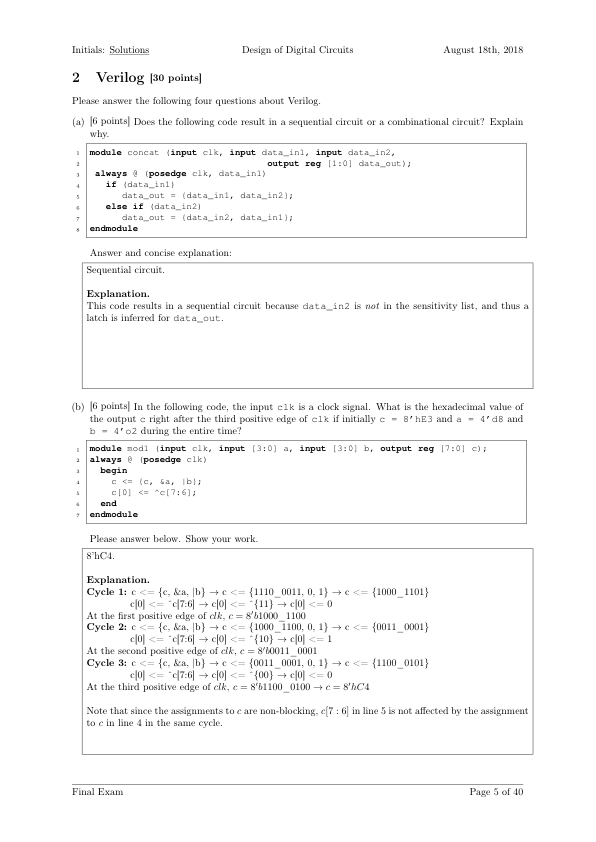 Initials: Solutions Design of Digital Circuits August 18th, 2018
2 Verilog [30 points]
Please answer the following four questions about Verilog.
(a) [6 points] Does the following code result in a sequential circuit or a combinational circuit? Explain
why.
1 module concat (input clk, input data_in1, input data_in2,
2 output reg [1:0] data_out);
3 always @ (posedge clk, data_in1)
4 if (data_in1)
5 data_out = {data_in1, data_in2};
6 else if (data_in2)
7 data_out = {data_in2, data_in1};
8 endmodule
Answer and concise explanation:
Sequential circuit.
Explanation.
This code results in a sequential circuit because data_in2 is not in the sensitivity list, and thus a
latch is inferred for data_out.
(b) [6 points] In the following code, the input clk is a clock signal. What is the hexadecimal value of
the output c right after the third positive edge of clk if initially c = 8'hE3 and a = 4'd8 and
b = 4'o2 during the entire time?
1 module mod1 (input clk, input [3:0] a, input [3:0] b, output reg [7:0] c);
2 always @ (posedge clk)
3 begin
4 c <= {c, &a, |b};
5 c[0] <= ^c[7:6];
6 end
7 endmodule
Please answer below. Show your work.
8'hC4.
Explanation.
Cycle 1: c <= {c, &a, |b} → c <= {1110_0011, 0, 1} → c <= {1000_1101}
c[0] <= ^c[7:6] → c[0] <= ^{11} → c[0] <= 0
At the first positive edge of clk, c = 8'b1000_1100
Cycle 2: c <= {c, &a, |b} → c <= {1000_1100, 0, 1} → c <= {0011_0001}
c[0] <= ^c[7:6] → c[0] <= ^{10} → c[0] <= 1
At the second positive edge of clk, c = 8'b0011_0001
Cycle 3: c <= {c, &a, |b} → c <= {0011_0001, 0, 1} → c <= {1100_0101}
c[0] <= ^c[7:6] → c[0] <= ^{00} → c[0] <= 0
At the third positive edge of clk, c = 8'b1100_0100 → c = 8'hC4
Note that since the assignments to c are non-blocking, c[7 : 6] in line 5 is not affected by the assignment
to c in line 4 in the same cycle.
Final Exam Page 5 of 40